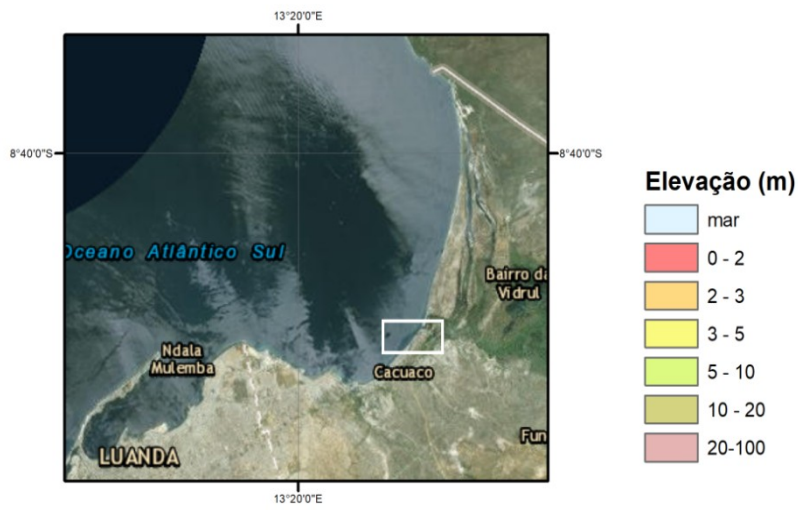 13°20'0"E
8°40'0"S
8°40'0"S
Oceano Atlântico Sul
Bairro da
Vidrul
Ndala
Mulemba
Cacuaco
LUANDA
Fun
13°20'0"E
Elevação (m)
mar
0 - 2
2 - 3
3 - 5
5 - 10
10 - 20
20-100